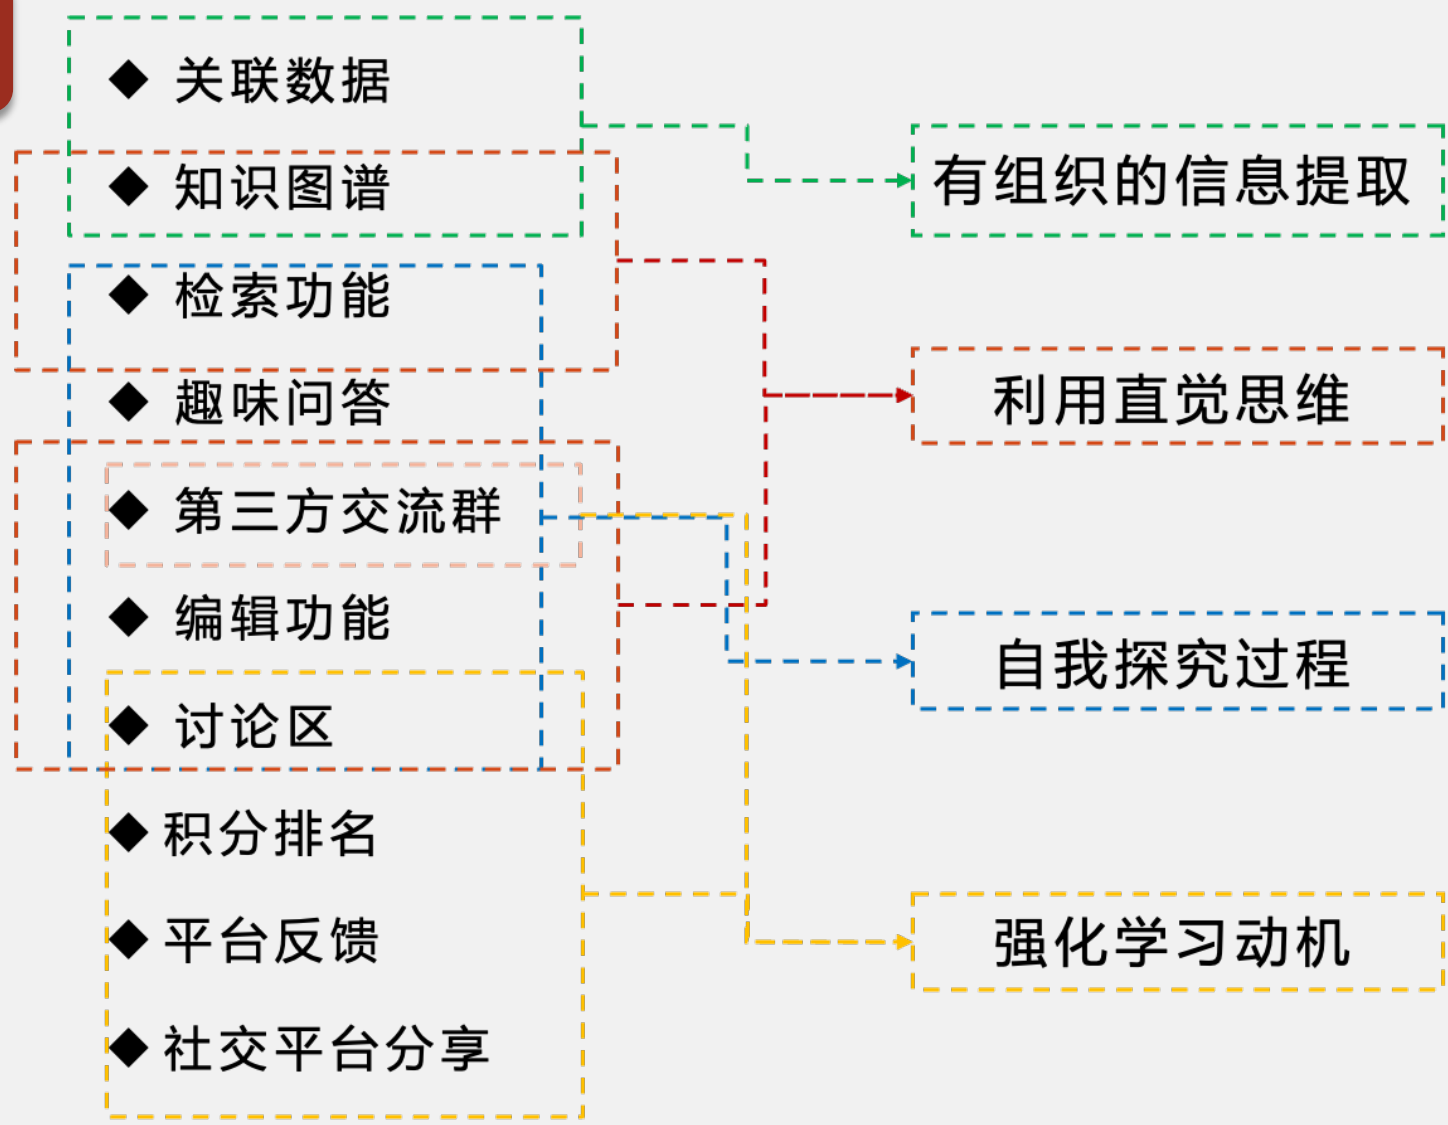 ◆ 关联数据
◆ 知识图谱
◆ 检索功能
◆ 趣味问答
◆ 第三方交流群
◆ 编辑功能
◆ 讨论区
◆ 积分排名
◆ 平台反馈
◆ 社交平台分享
有组织的信息提取
利用直觉思维
自我探究过程
强化学习动机